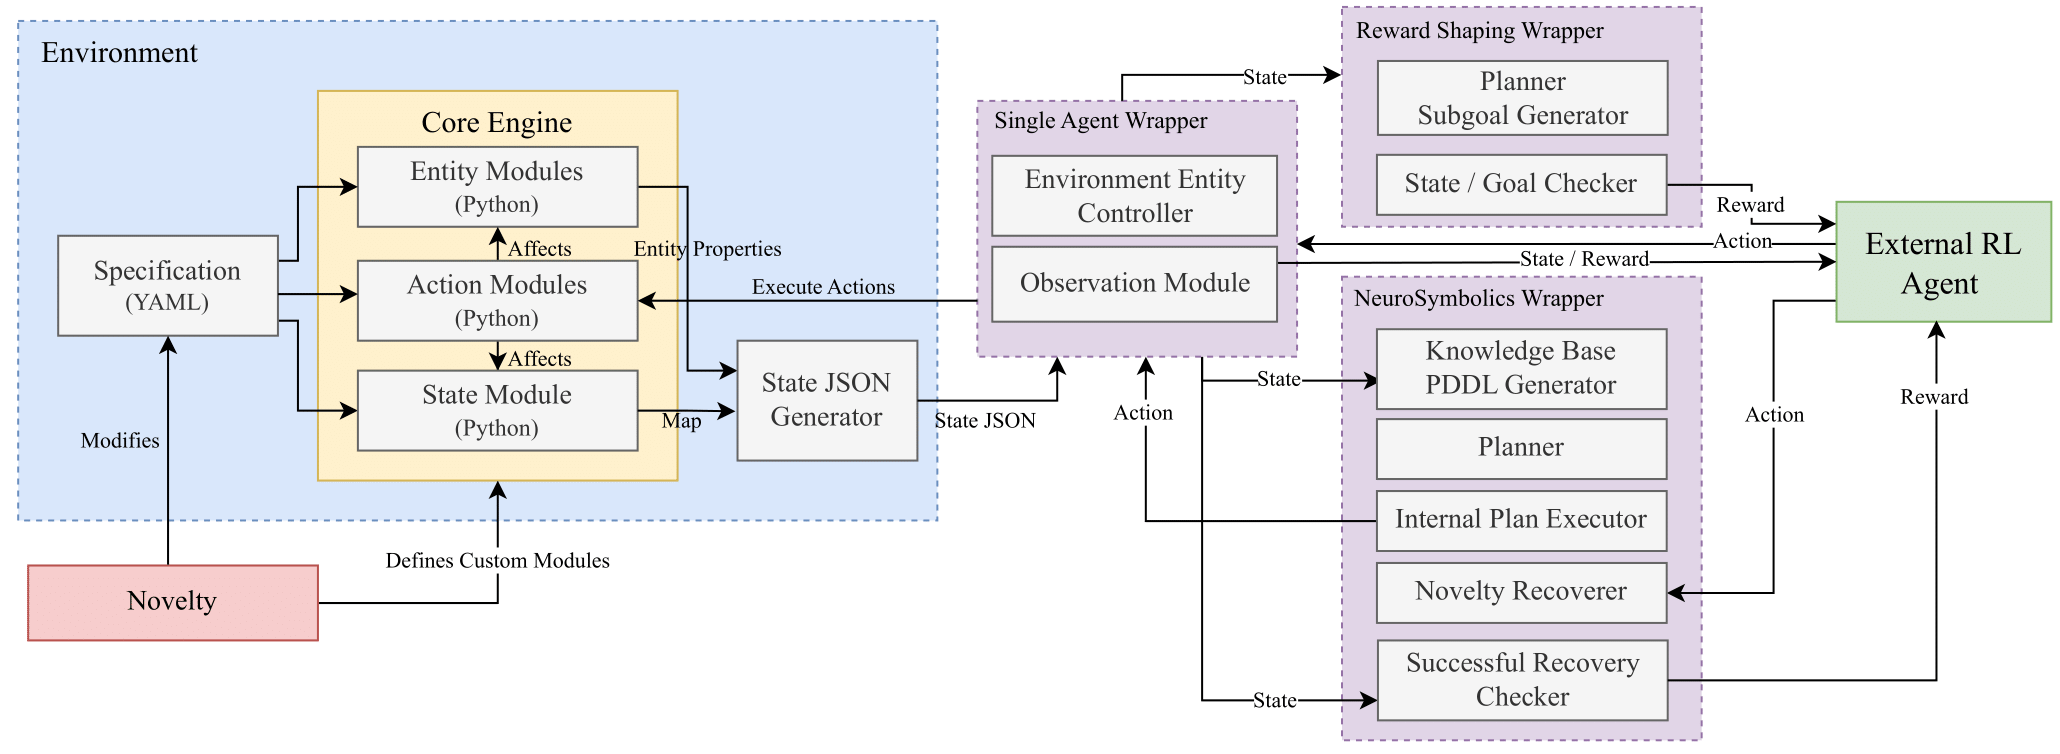 Environment
Core Engine
Entity Modules
(Python)
Affects
Entity Properties
Specification
(YAML)
Action Modules
(Python)
Execute Actions
Affects
State Module
(Python)
Map
State JSON
Generator
State JSON
Modifies
Defines Custom Modules
Novelty
Single Agent Wrapper
Environment Entity
Controller
Observation Module
State
Reward Shaping Wrapper
Planner
Subgoal Generator
State / Goal Checker
Reward
Action
State / Reward
External RL
Agent
NeuroSymbolics Wrapper
State
Knowledge Base
PDDL Generator
Action
Planner
Internal Plan Executor
Novelty Recoverer
Action
Reward
State
Successful Recovery
Checker